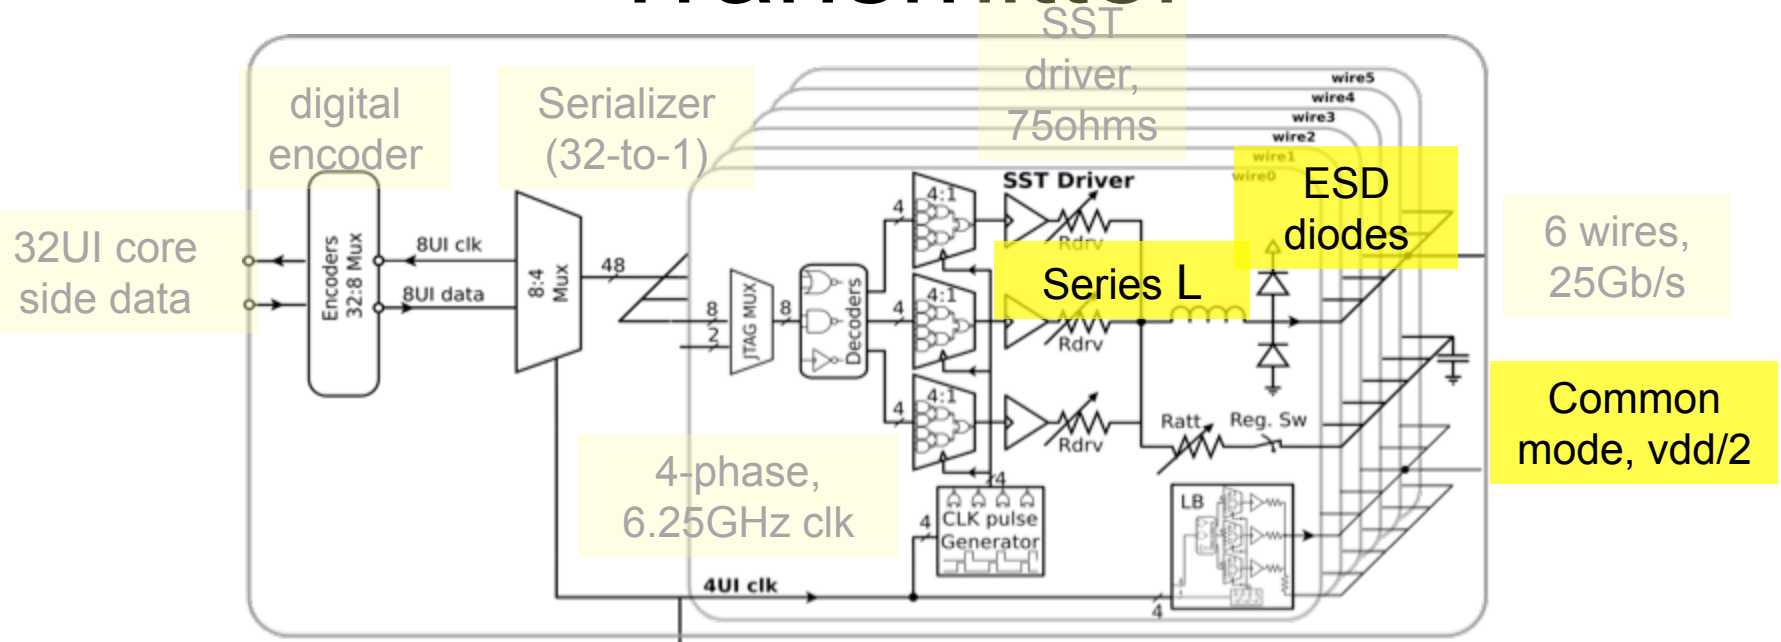 Transmitter
SST
driver,
75ohms
digital
encoder
Serializer
(32-to-1)
wire5
wire4
wire3
wire2
wire1
wire0
ESD
diodes
32UI core
side data
6 wires,
25Gb/s
Encoders
32:8 Mux
8UI clk
8UI data
8:4
Mux
48
8
2
JTAG MUX
8
Decoders
4
4:1
4
4:1
4
4:1
SST Driver
Rdrv
Series L
Rdrv
Rdrv
Ratt
Reg. Sw
Common
mode, vdd/2
4-phase,
6.25GHz clk
4
4
CLK pulse
Generator
LB
4UI clk
4